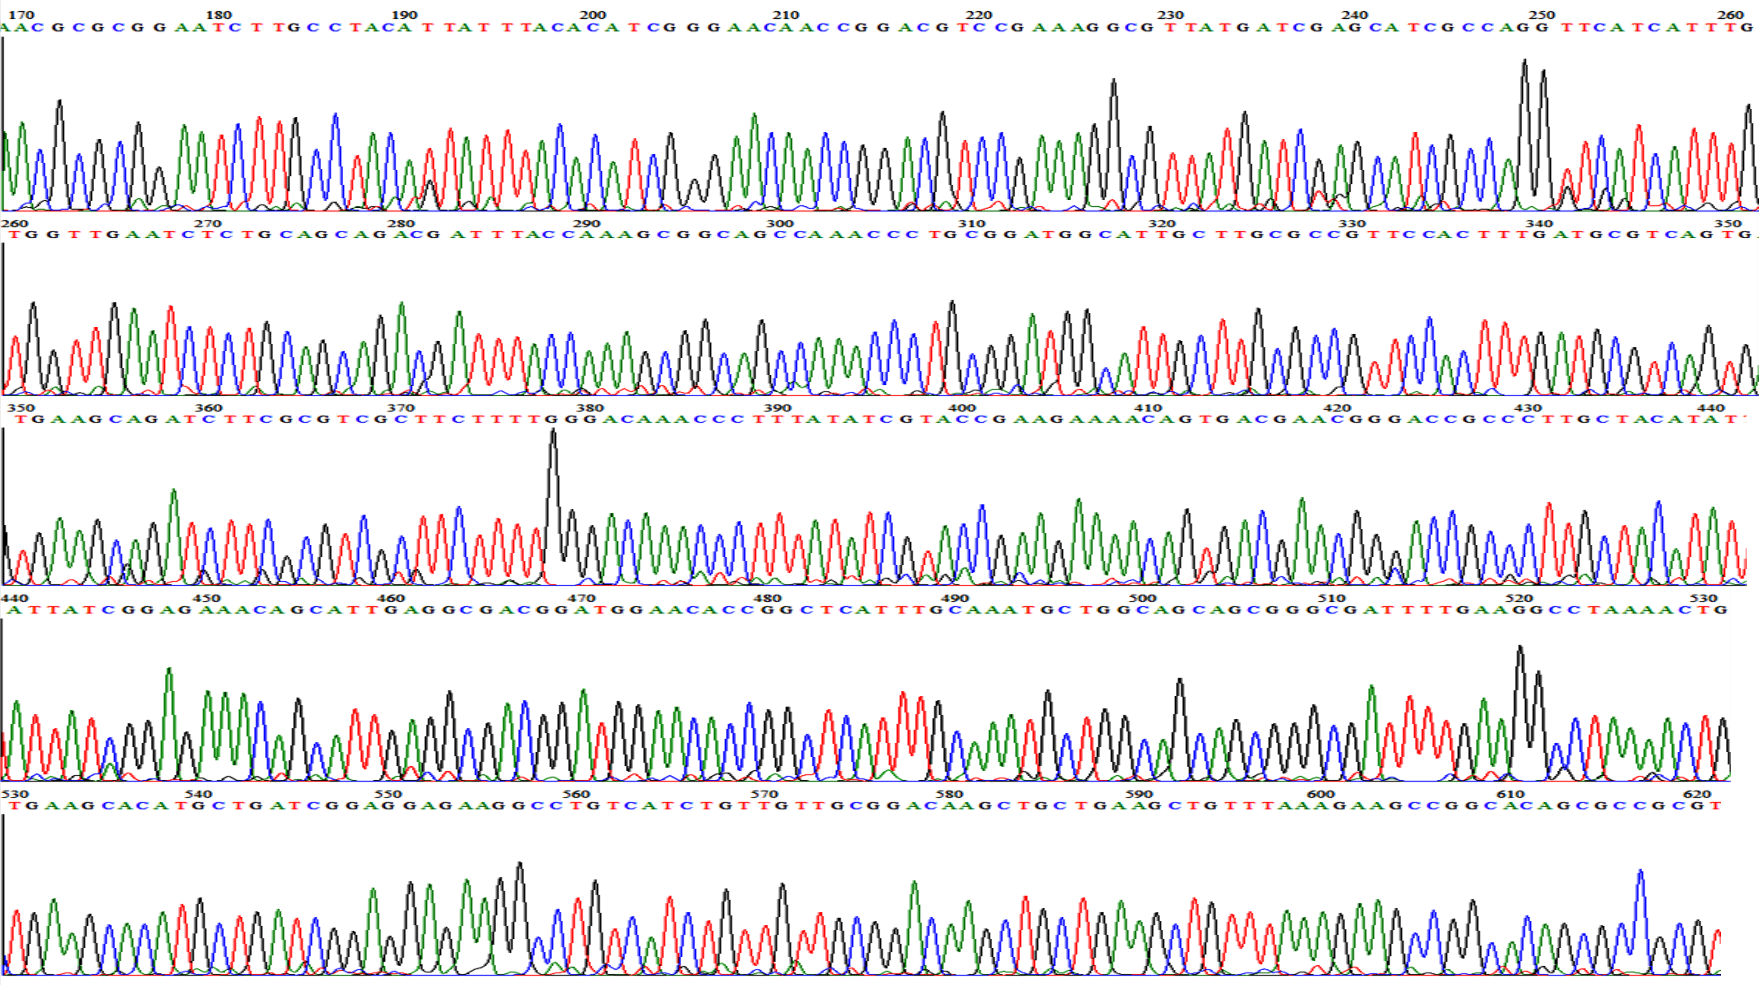 170 180 190 200 210 220 230 240 250 260
AACGCGCGGAATCTTGCCTACATTATTTACACATCGGGAACAACCGGACGTCCGAAAGGCGTTATGATCGAGCATCGCCAGGTTCATCATTTG
260 270 280 290 300 310 320 330 340 350
TGGTTGAATCTCTGCAGCAGACGATTTACCAAAGCGGCAGCCAAACCCTGCGGATGGCATTGCTTGCGCCGTTCCACTTTGATGCGTCAGTG
350 360 370 380 390 400 410 420 430 440
TGAAGCAGATCTTCGCGTCGCTTCTTTTGGGACAAACCCTTTATATCGTACCGAAGAAAACAGTGACGAACGGGACCGCCCTTGCTACATAT
440 450 460 470 480 490 500 510 520 530
ATTATCGGAGAAACAGCATTGAGGCGACGGATGGAACACCGGCTCATTTGCAAATGCTGGCAGCAGCGGGCGATTTTGAAGGCCTAAAACTG
530 540 550 560 570 580 590 600 610 620
TGAAGCACATGCTGATCGGAGGAGAAGGCCTGTCATCTGTTGTTGCGGACAAGCTGCTGAAGCTGTTTAAAGAAGCCGGCACAGCGCCGCGT